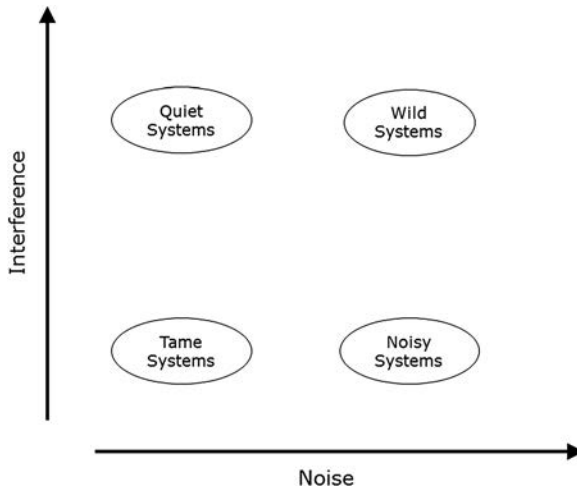 Quiet
Systems
Wild
Systems
Interference
Tame
Systems
Noisy
Systems
Noise